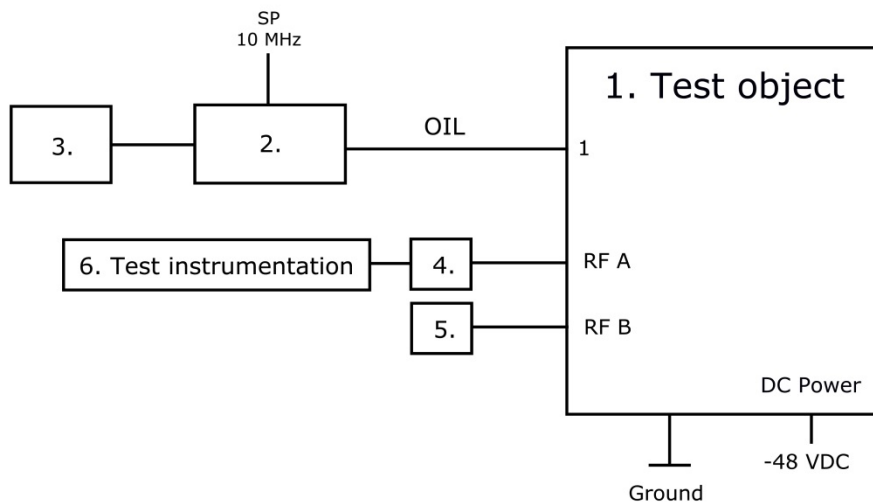 SP
10 MHz
1. Test object
3.
2.
OIL
1
6. Test instrumentation
4.
RF A
5.
RF B
DC Power
-48 VDC
Ground